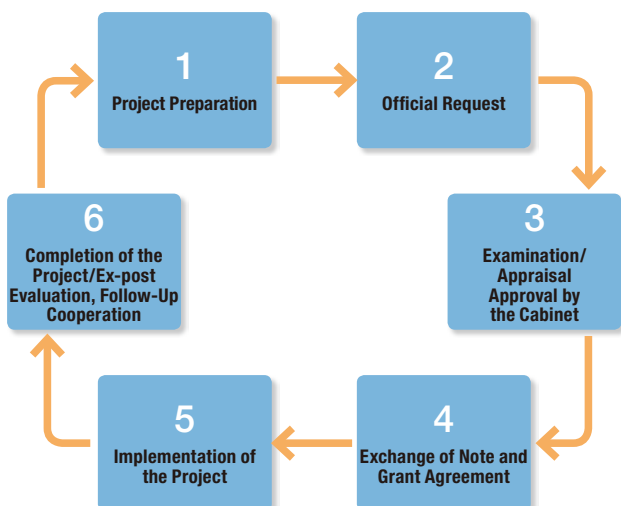 1
Project Preparation
2
Official Request
3
Examination/
Appraisal
Approval by
the Cabinet
4
Exchange of Note and
Grant Agreement
5
Implementation of
the Project
6
Completion of the
Project/Ex-post
Evaluation, Follow-Up
Cooperation